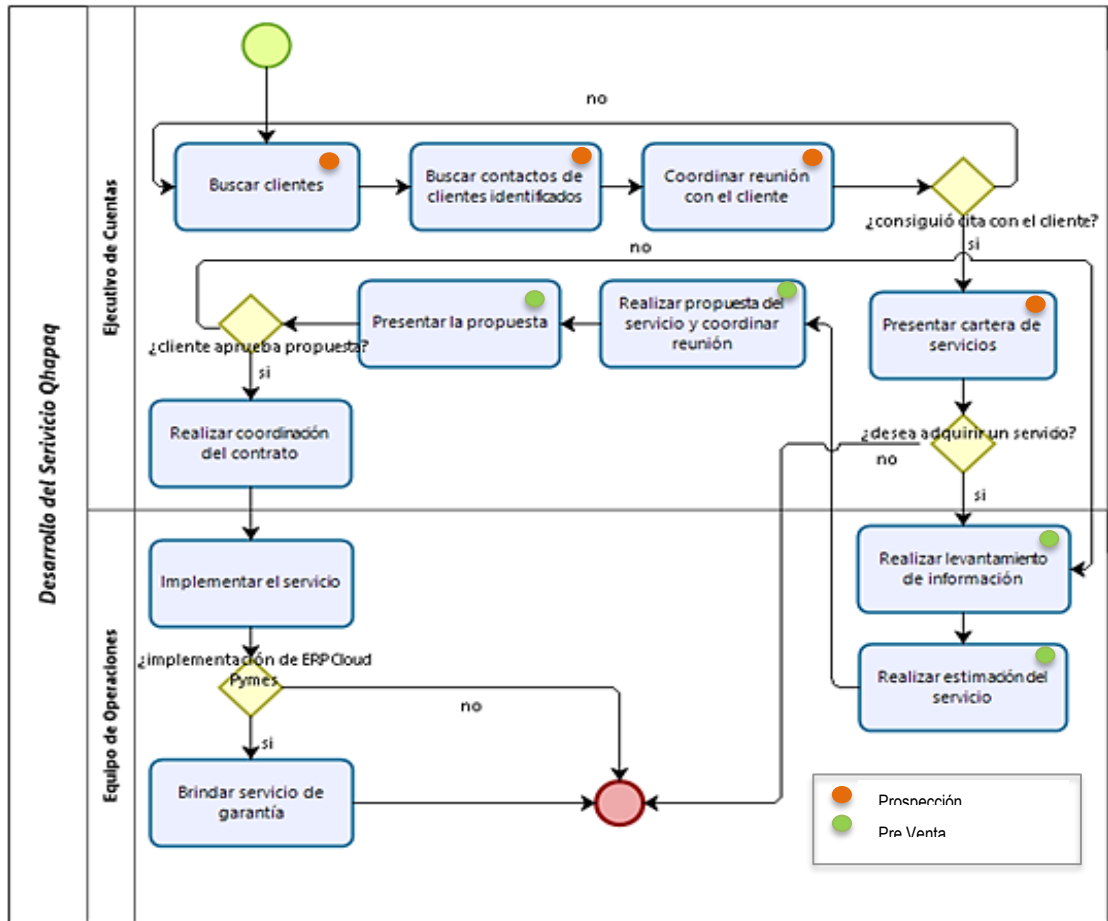 Desarrollo del Serivicio Qhapaq
Ejecutivo de Cuentas
no
Buscar clientes
Buscar contactos de
clientes identificados
Coordinar reunión
con el cliente
¿consiguió cita con el cliente?
no
si
Presentar la propuesta
Realizar propuesta del
servicio y coordinar
reunión
Presentar cartera de
servicios
¿cliente aprueba propuesta?
si
Realizar coordinación
del contrato
¿desea adquirir un servicio?
no
si
Equipo de Operaciones
Implementar el servicio
Realizar levantamiento
de información
¿implementación de ERPCloud
Pymes
no
si
Realizar estimación del
servicio
Brindar servicio de
garantía
Prospección
Pre Venta